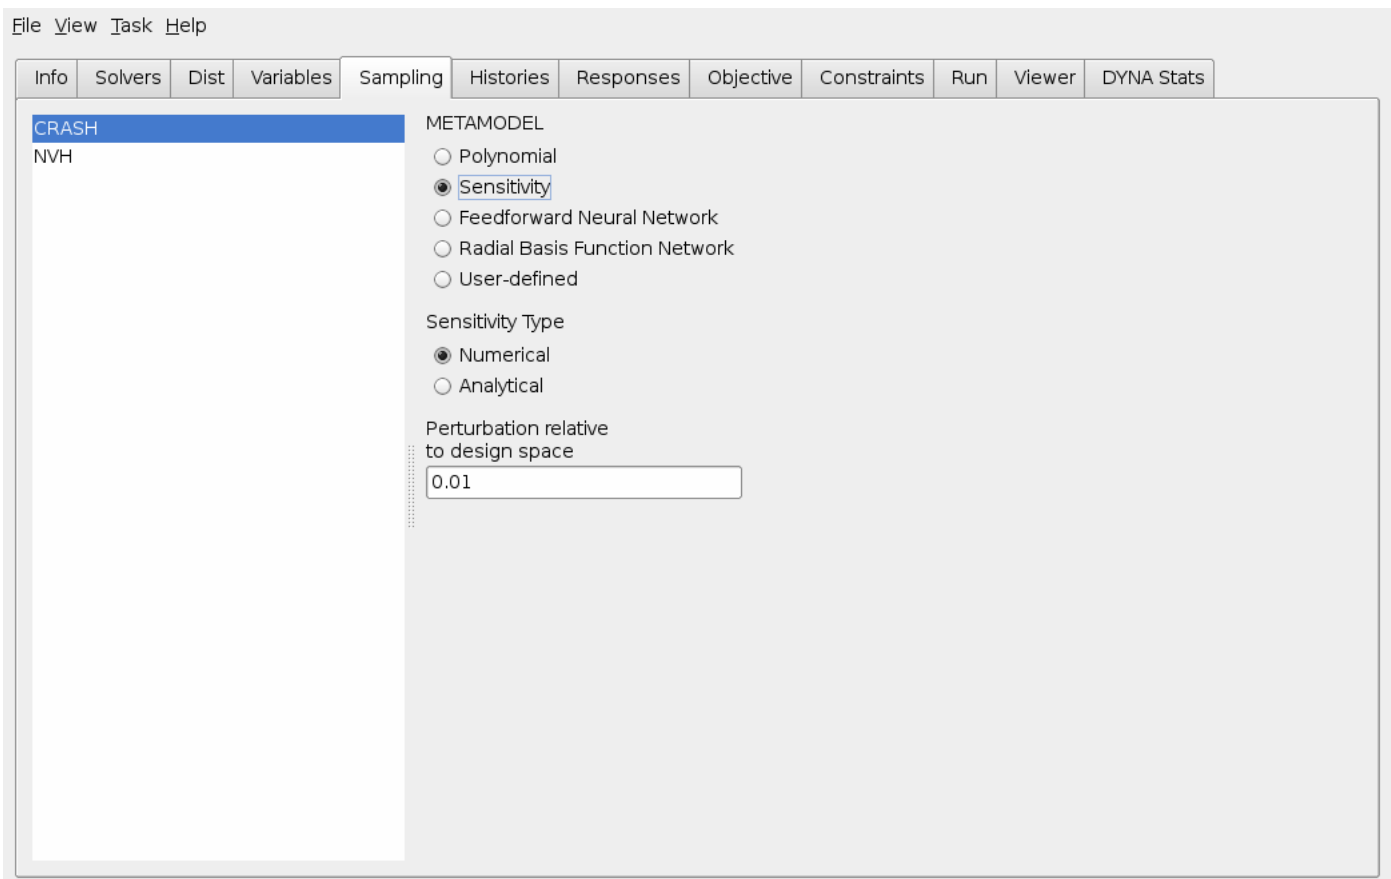 File View Task Help
Info Solvers Dist Variables Sampling Histories Responses Objective Constraints Run Viewer DYNA Stats
CRASH
NVH
METAMODEL
Polynomial
Sensitivity
Feedforward Neural Network
Radial Basis Function Network
User-defined
Sensitivity Type
Numerical
Analytical
Perturbation relative
to design space
0.01